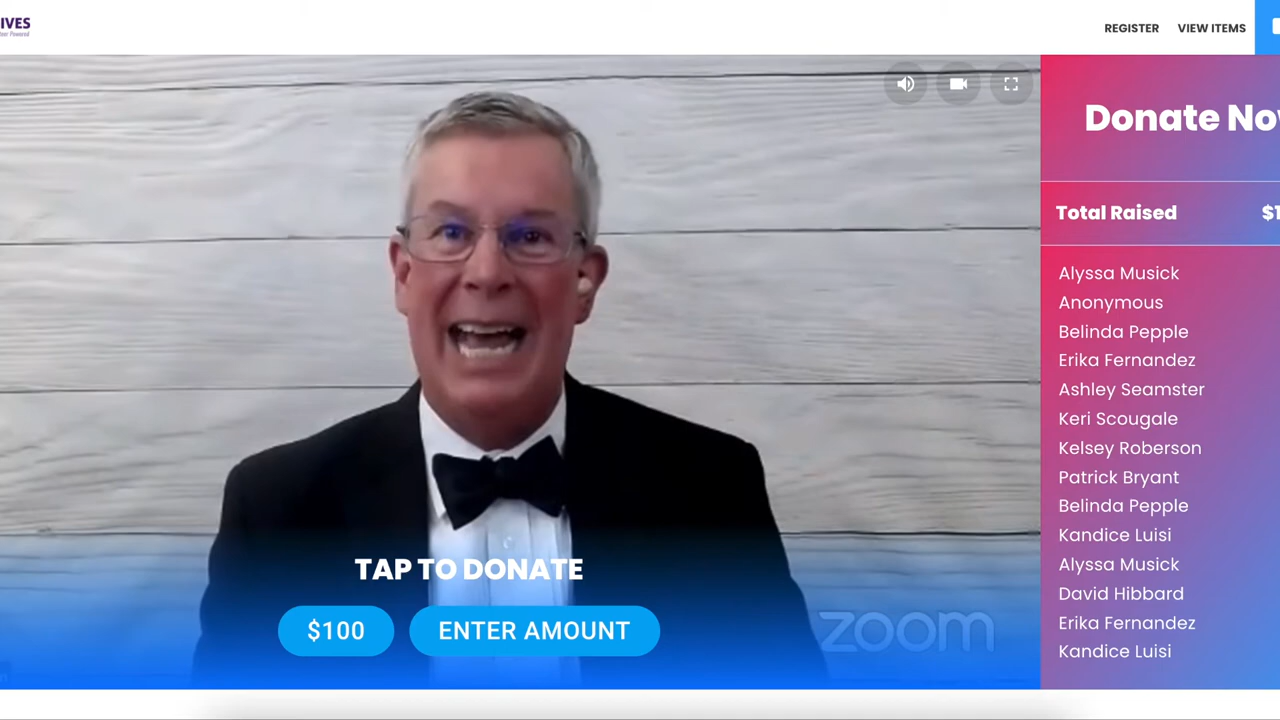 IVES
REGISTER VIEW ITEMS
Donate
Total Raised
Alyssa Musick
Anonymous
Belinda Pepple
Erika Fernandez
Ashley Seamster
Keri Scougale
Kelsey Roberson
Patrick Bryant
Belinda Pepple
Kandice Luisi
Alyssa Musick
David Hibbard
Erika Fernandez
Kandice Luisi
TAP TO DONATE
$100 ENTER AMOUNT
zoom